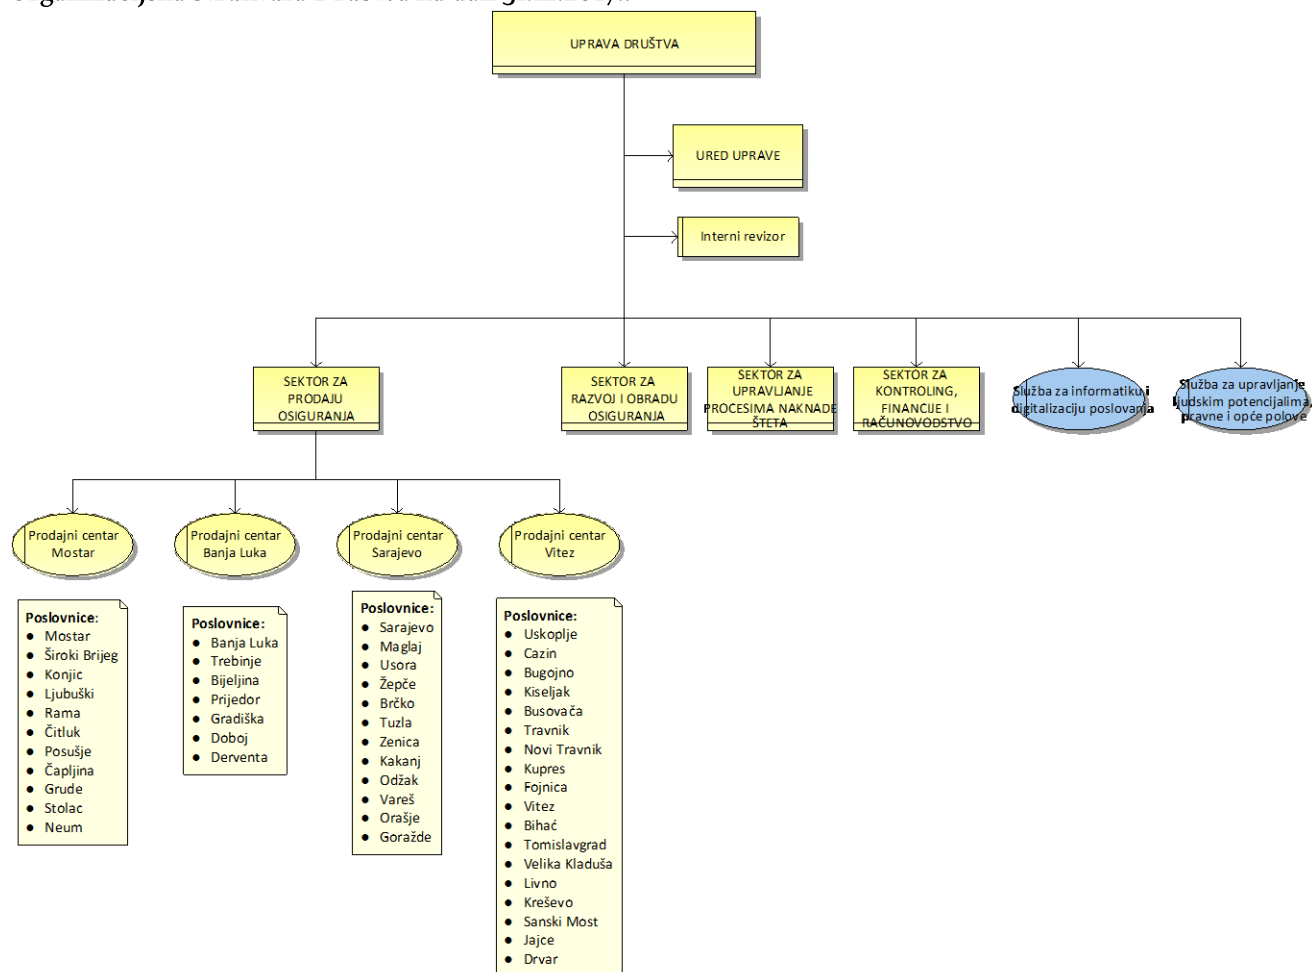 UPRAVA DRUŠTVA
URED UPRAVE
Interni revizor
SEKTOR ZA
PRODAJU
OSIGURANJA
SEKTOR ZA
RAZVOJ I OBRADU
OSIGURANJA
SEKTOR ZA
UPRAVLJANJE
PROCESIMA NAKNADE
ŠTETA
SEKTOR ZA
KONTROLING,
FINANCIJE I
RAČUNOVODSTVO
Služba za informatiku i
digitalizaciju poslovanja
Služba za upravljanje
ljudskim potencijalima,
pravne i opće polove
Prodajni centar
Mostar
Prodajni centar
Banja Luka
Prodajni centar
Sarajevo
Prodajni centar
Vitez
Poslovnice:
● Mostar
● Široki Brijeg
● Konjic
● Ljubuški
● Rama
● Čitluk
● Posušje
● Čapljina
● Grude
● Stolac
● Neum
Poslovnice:
● Banja Luka
● Trebinje
● Bijeljina
● Prijedor
● Gradiška
● Doboj
● Derventa
Poslovnice:
● Sarajevo
● Maglaj
● Usora
● Žepče
● Brčko
● Tuzla
● Zenica
● Kakanj
● Odžak
● Vareš
● Orašje
● Goražde
Poslovnice:
● Uskoplje
● Cazin
● Bugojno
● Kiseljak
● Busovača
● Travnik
● Novi Travnik
● Kupres
● Fojnica
● Vitez
● Bihać
● Tomislavgrad
● Velika Kladuša
● Livno
● Kreševo
● Sanski Most
● Jajce
● Drvar